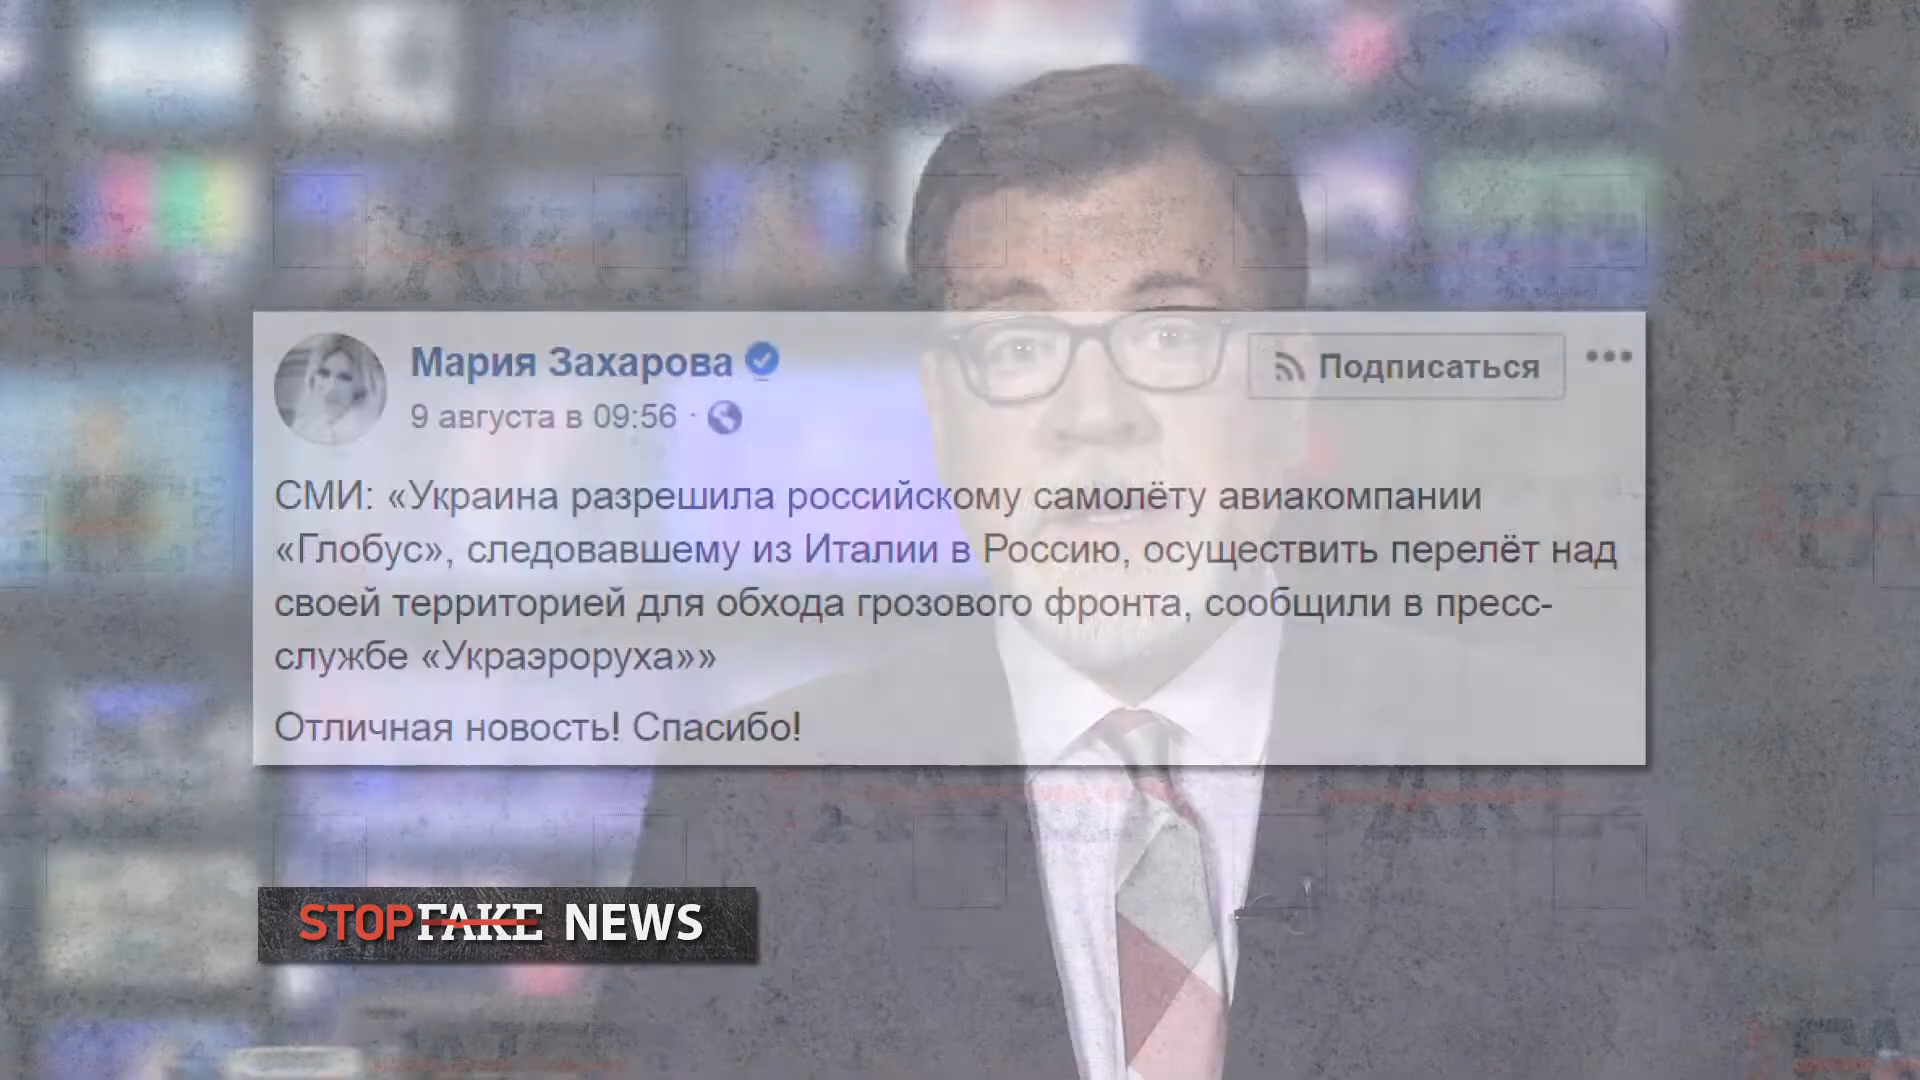 Мария Захарова
Подписаться
9 августа в 09:56 ·
СМИ: «Украина разрешила российскому самолёту авиакомпании
«Глобус», следовавшему из Италии в Россию, осуществить перелёт над
своей территорией для обхода грозового фронта, сообщили в пресс-
службе «Украэроруха»»
Отличная новость! Спасибо!
STOPFAKE NEWS